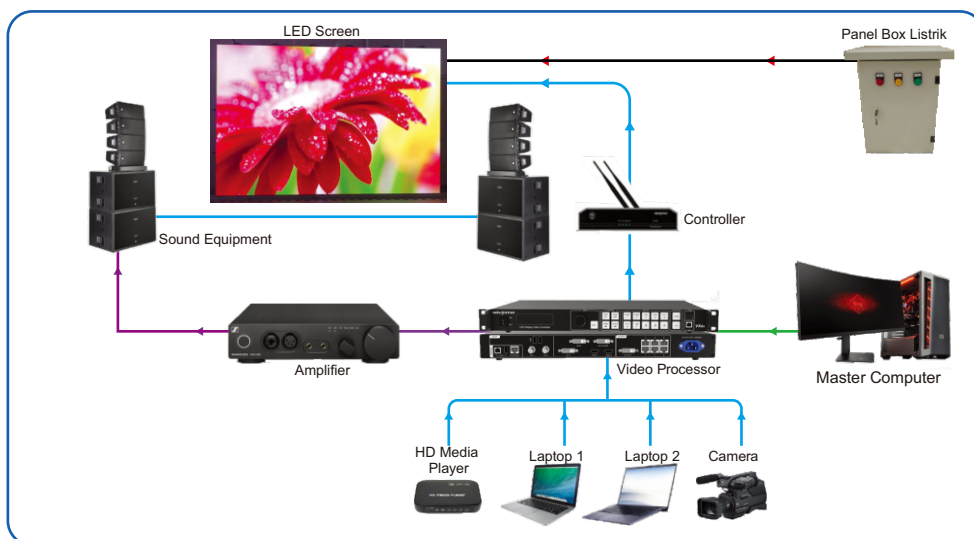 LED Screen
Panel Box Listrik
Sound Equipment
Controller
Amplifier
Video Processor
Master Computer
HD Media
Player
Laptop 1
Laptop 2
Camera